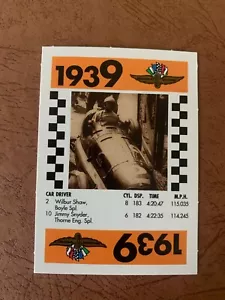 1939
CAR DRIVER CYL. DSP. TIME M.P.H.
2 Wilbur Shaw, 8 183 4:20.47 115.035
Boyle Spl.
10 Jimmy Snyder, 6 182 4:22:35 114.245
Thorne Eng. Spl.
1939